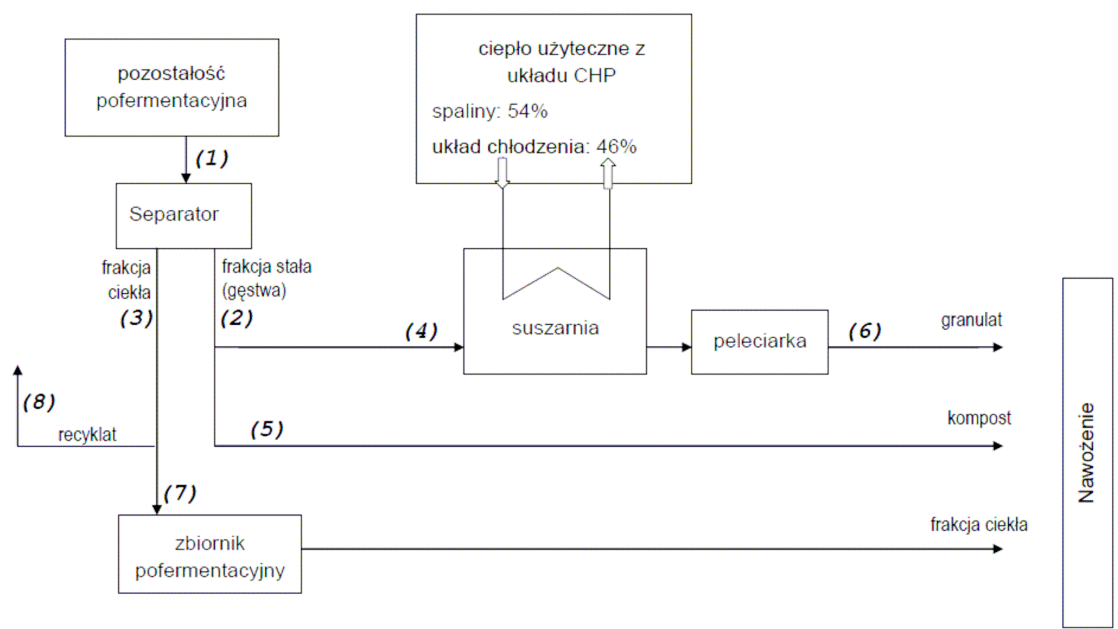 pozostałość
pofermentacyjna
ciepło użyteczne z
układu CHP
spaliny: 54%
układ chłodzenia: 46%
(1)
Separator
frakcja
ciekła
(3)
frakcja stała
(gęstwa)
(2)
(4)
suszarnia
peleciarka
(6)
granulat
(8)
recyklat
(5)
kompost
(7)
zbiornik
pofermentacyjny
frakcja ciekła
Nawożenie